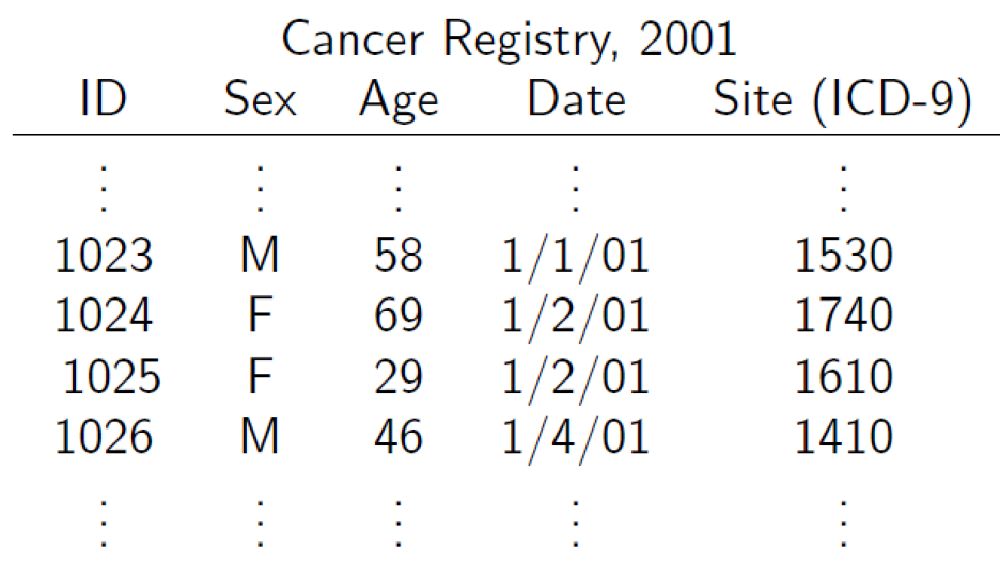 Cancer Registry, 2001
ID Sex Age Date Site (ICD-9)
⋮ ⋮ ⋮ ⋮ ⋮
1023 M 58 1/1/01 1530
1024 F 69 1/2/01 1740
1025 F 29 1/2/01 1610
1026 M 46 1/4/01 1410
⋮ ⋮ ⋮ ⋮ ⋮